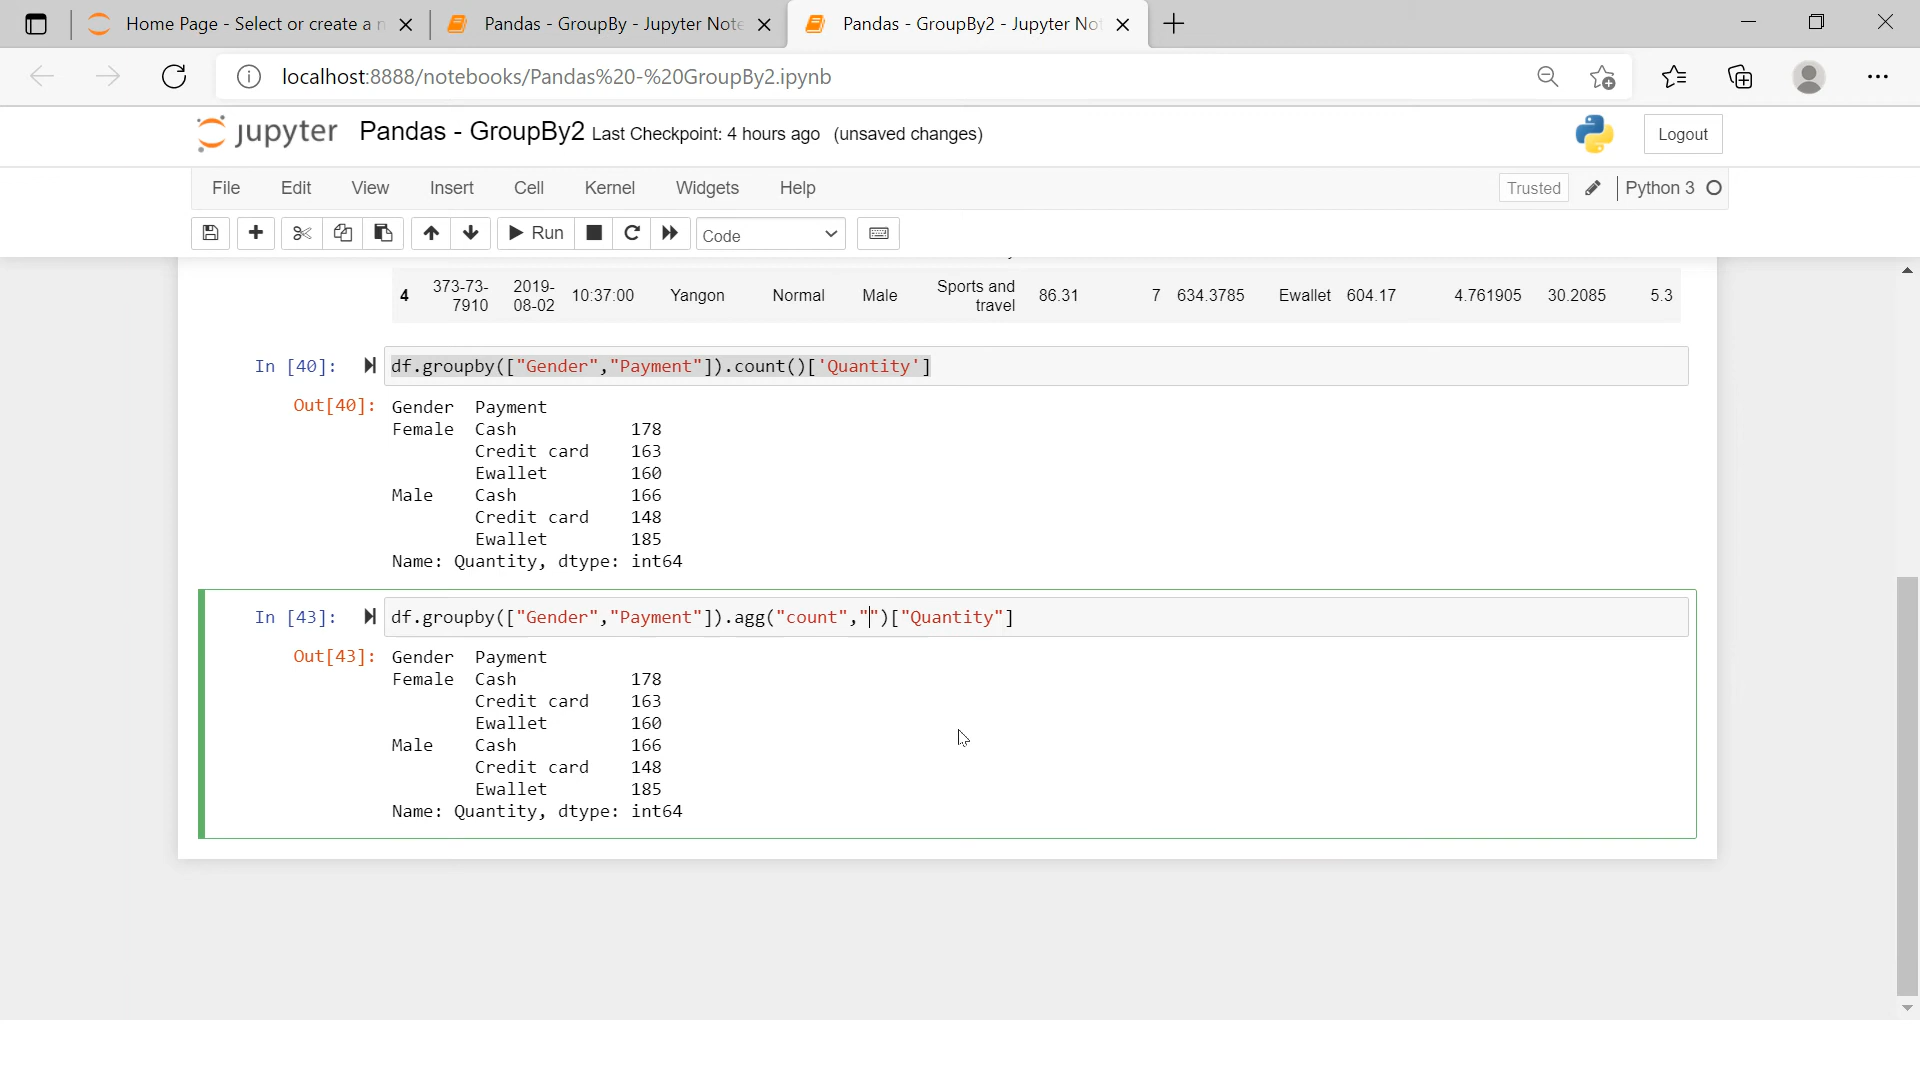 Home Page - Select or create a n
Pandas - GroupBy - Jupyter Note
Pandas - GroupBy2 - Jupyter No
localhost:8888/notebooks/Pandas%20-%20GroupBy2.ipynb
jupyter Pandas - GroupBy2 Last Checkpoint: 4 hours ago (unsaved changes) Logout
File Edit View Insert Cell Kernel Widgets Help Trusted Python 3
Run Code
4 373-73-7910 2019-08-02 10:37:00 Yangon Normal Male Sports and travel 86.31 7 634.3785 Ewallet 604.17 4.761905 30.2085 5.3
In [40]: df.groupby(["Gender","Payment"]).count()['Quantity']
Out[40]: Gender Payment
Female Cash 178
Credit card 163
Ewallet 160
Male Cash 166
Credit card 148
Ewallet 185
Name: Quantity, dtype: int64
In [43]: df.groupby(["Gender","Payment"]).agg("count","")["Quantity"]
Out[43]: Gender Payment
Female Cash 178
Credit card 163
Ewallet 160
Male Cash 166
Credit card 148
Ewallet 185
Name: Quantity, dtype: int64